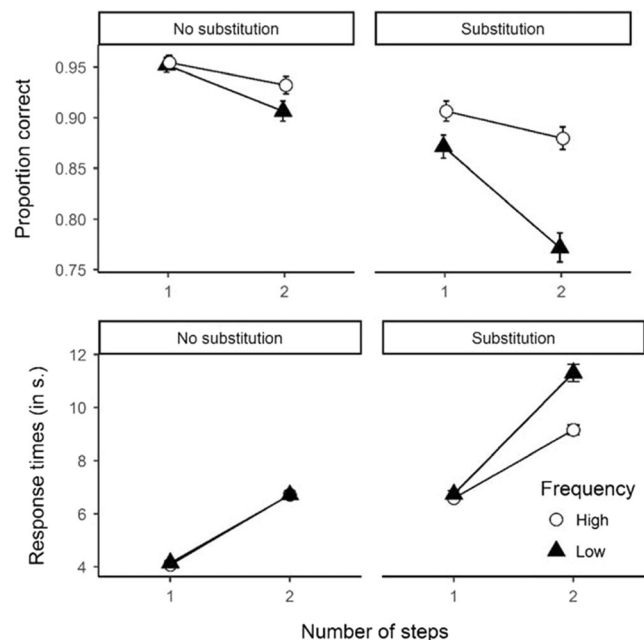 No substitution
Substitution
Proportion correct
0.95
0.90
0.85
0.80
0.75
1
2
1
2
No substitution
Substitution
Response times (in s.)
12
10
8
6
4
Frequency
High
Low
1
2
1
2
Number of steps